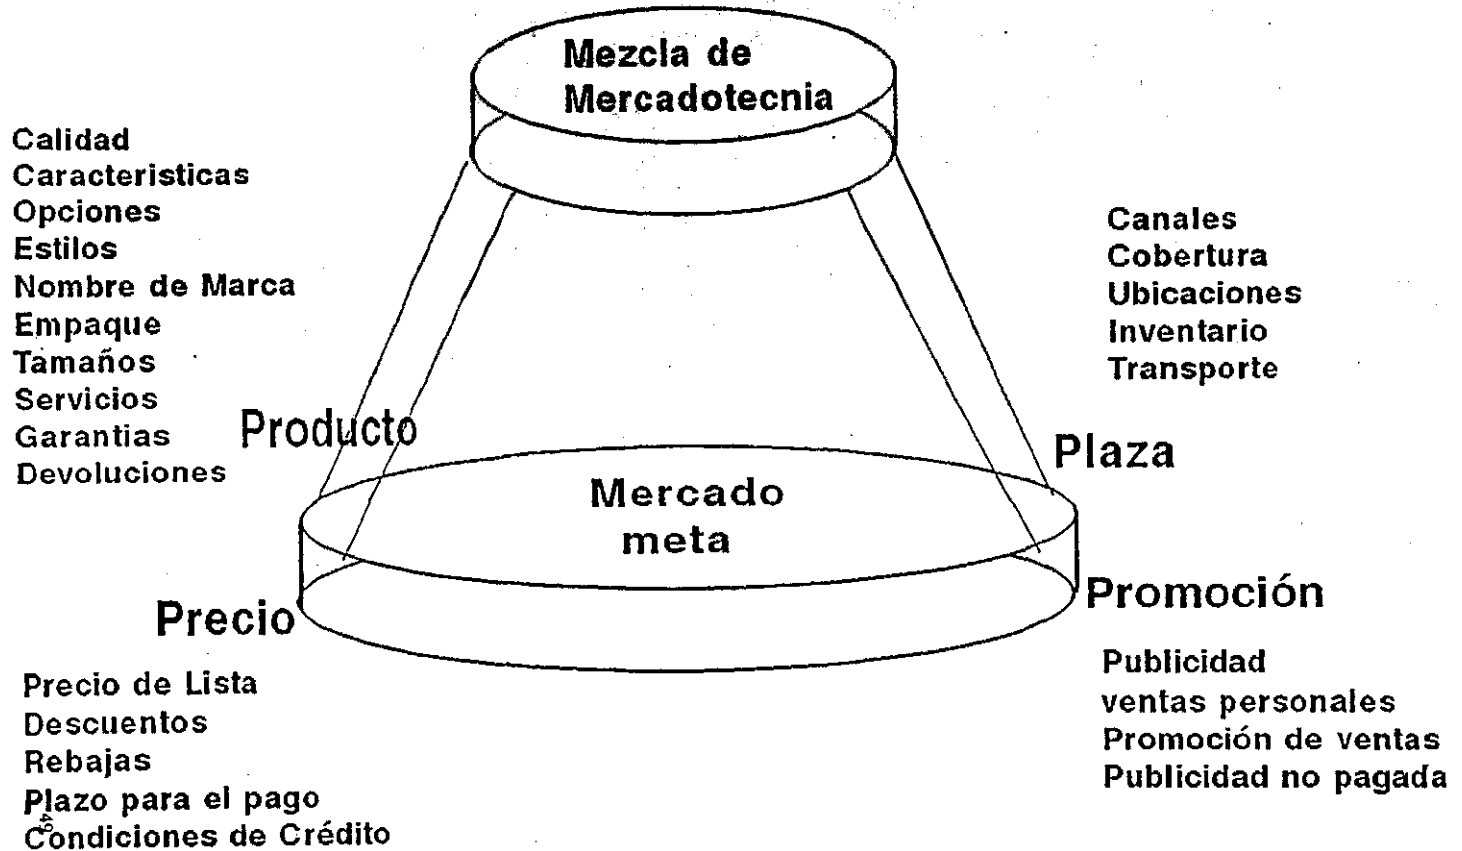 Mezcla de
Mercadotecnia
Calidad
Caracteristicas
Opciones
Estilos
Nombre de Marca
Empaque
Tamaños
Servicios
Garantias
Devoluciones
Producto
Canales
Cobertura
Ubicaciones
Inventario
Transporte
Plaza
Mercado
meta
Precio
Precio de Lista
Descuentos
Rebajas
Plazo para el pago
Condiciones de Crédito
49
Promoción
Publicidad
ventas personales
Promoción de ventas
Publicidad no pagada